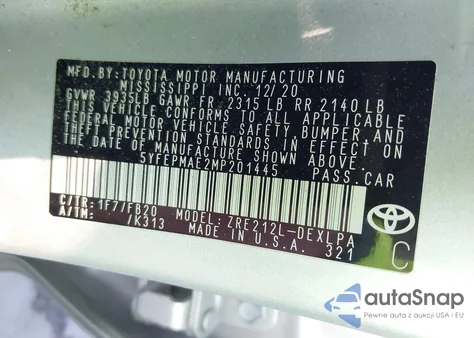 MFD.BY:TOYOTA MOTOR MANUFACTURING
MISSISSIPPI INC. 12/20
GVWR 3935LB GAWR FR 2315 LB RR 2140LB
THIS VEHICLE CONFORMS TO ALL APPLICABLE
FEDERAL MOTOR VEHICLE SAFETY, BUMPER AND
THEFT PREVENTION STANDARDS IN EFFECT ON
THE DATE OF MANUFACTURE SHOWN ABOVE.
5YFEPMAE2MP201445 PASS.CAR
C/TR: 1F7/FB20 MODEL: ZRE212L-DEXLPA
A/TM: /K313 MADE IN U.S.A. 321
TOYOTA
C
autoSnap
Pewne auta z aukcji USA i EU